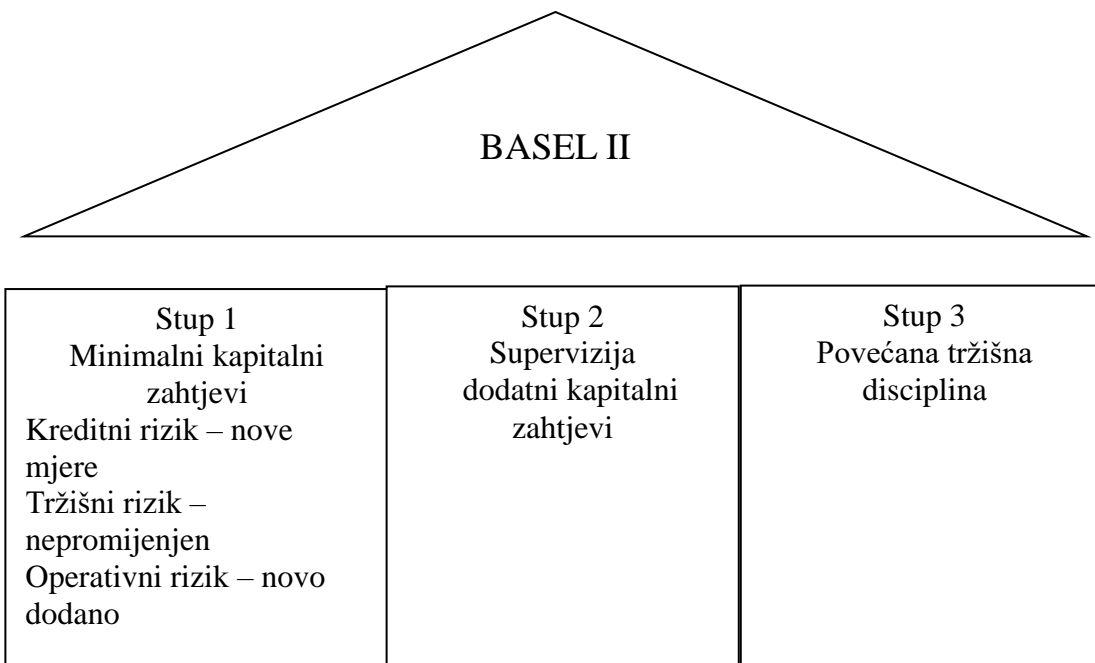 BASEL II
Stup 1
Minimalni kapitalni
zahtjevi
Kreditni rizik – nove
mjere
Tržišni rizik –
nepromijenjen
Operativni rizik – novo
dodano
Stup 2
Supervizija
dodatni kapitalni
zahtjevi
Stup 3
Povećana tržišna
disciplina